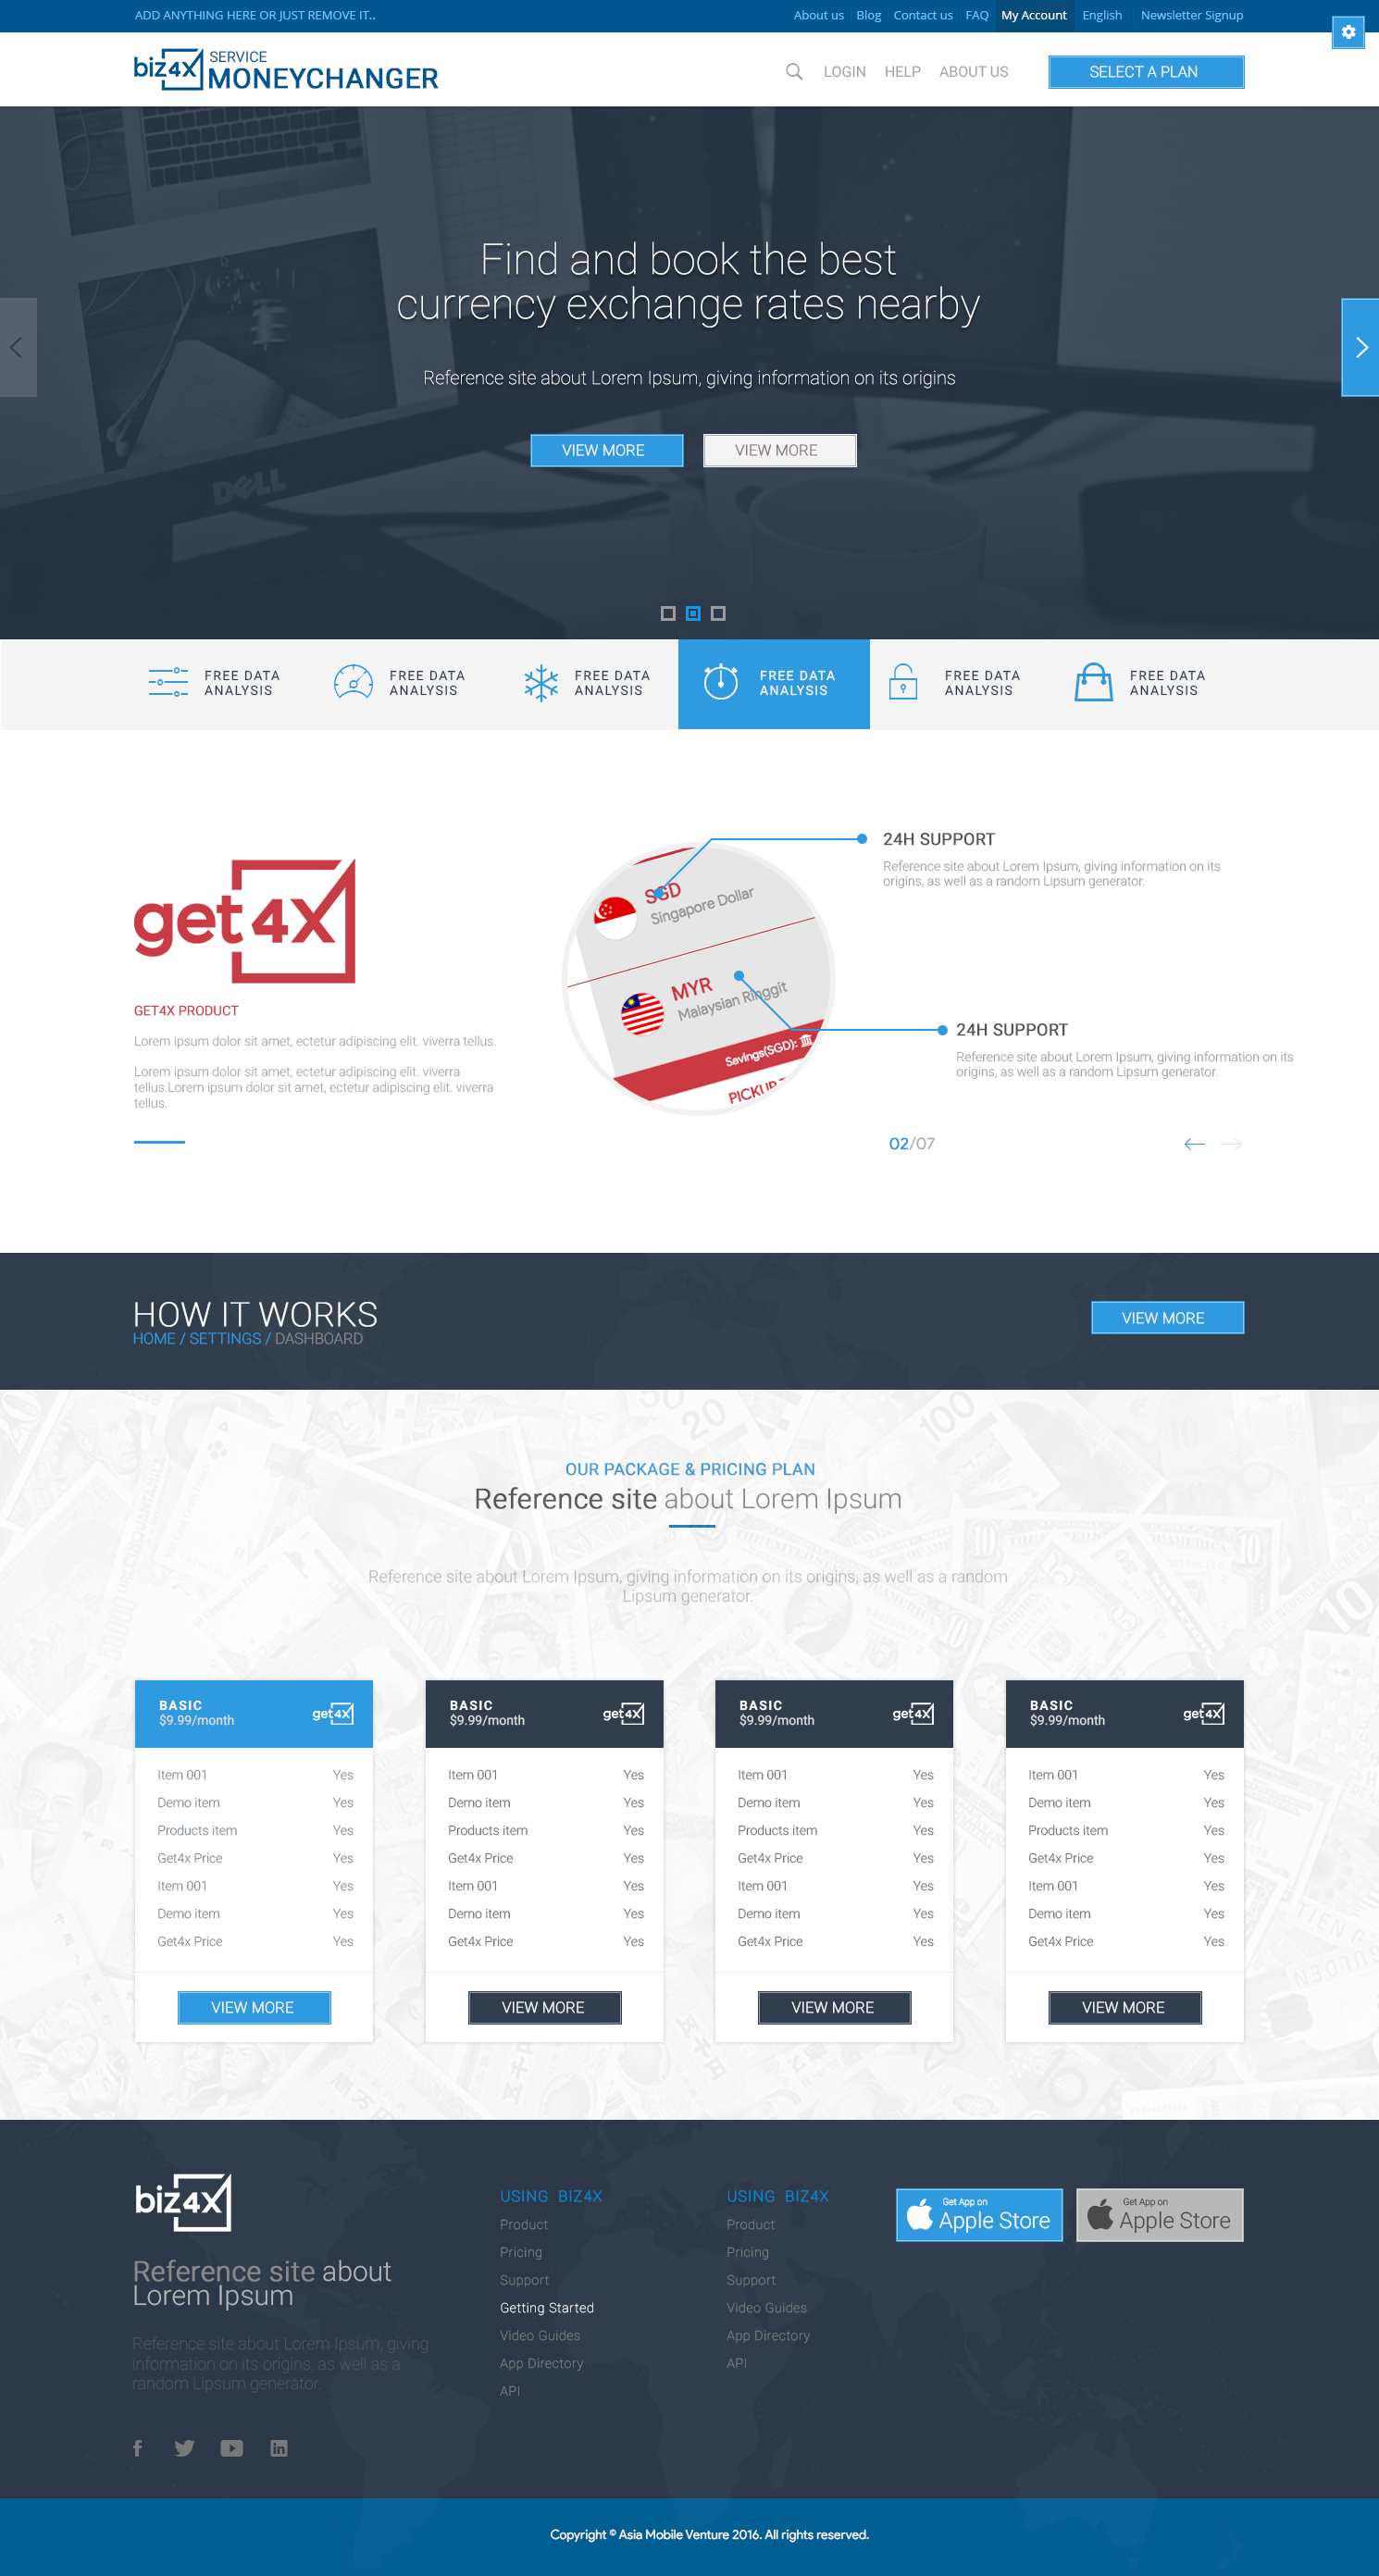 ADD ANYTHING HERE OR JUST REMOVE IT..
About us Blog Contact us FAQ My Account English Newsletter Signup
biz4X SERVICE
MONEYCHANGER
LOGIN HELP ABOUT US SELECT A PLAN
Find and book the best
currency exchange rates nearby
Reference site about Lorem Ipsum, giving information on its origins
VIEW MORE VIEW MORE
DELL
FREE DATA
ANALYSIS
FREE DATA
ANALYSIS
FREE DATA
ANALYSIS
FREE DATA
ANALYSIS
FREE DATA
ANALYSIS
FREE DATA
ANALYSIS
get4X
GET4X PRODUCT
Lorem ipsum dolor sit amet, ectetur adipiscing elit. viverra tellus.
Lorem ipsum dolor sit amet, ectetur adipiscing elit. viverra
tellus.Lorem ipsum dolor sit amet, ectetur adipiscing elit. viverra
tellus.
SGD
Singapore Dollar
MYR
Malaysian Ringgit
Savings(SGD):
PICKUP
24H SUPPORT
Reference site about Lorem Ipsum, giving information on its
origins, as well as a random Lipsum generator.
24H SUPPORT
Reference site about Lorem Ipsum, giving information on its
origins, as well as a random Lipsum generator.
02/07
HOW IT WORKS
HOME / SETTINGS / DASHBOARD
VIEW MORE
50
20
100
OUR PACKAGE & PRICING PLAN
Reference site about Lorem Ipsum
Reference site about Lorem Ipsum, giving information on its origins, as well as a random
Lipsum generator.
BASIC
$9.99/month
get4X
Item 001 Yes
Demo item Yes
Products item Yes
Get4x Price Yes
Item 001 Yes
Demo item Yes
Get4x Price Yes
VIEW MORE
BASIC
$9.99/month
get4X
Item 001 Yes
Demo item Yes
Products item Yes
Get4x Price Yes
Item 001 Yes
Demo item Yes
Get4x Price Yes
VIEW MORE
BASIC
$9.99/month
get4X
Item 001 Yes
Demo item Yes
Products item Yes
Get4x Price Yes
Item 001 Yes
Demo item Yes
Get4x Price Yes
VIEW MORE
BASIC
$9.99/month
get4X
Item 001 Yes
Demo item Yes
Products item Yes
Get4x Price Yes
Item 001 Yes
Demo item Yes
Get4x Price Yes
VIEW MORE
biz4X
Reference site about
Lorem Ipsum
Reference site about Lorem Ipsum, giving
information on its origins, as well as a
random Lipsum generator.
USING BIZ4X
Product
Pricing
Support
Getting Started
Video Guides
App Directory
API
USING BIZ4X
Product
Pricing
Support
Video Guides
App Directory
API
Get App on
Apple Store
Get App on
Apple Store
Copyright © Asia Mobile Venture 2016. All rights reserved.